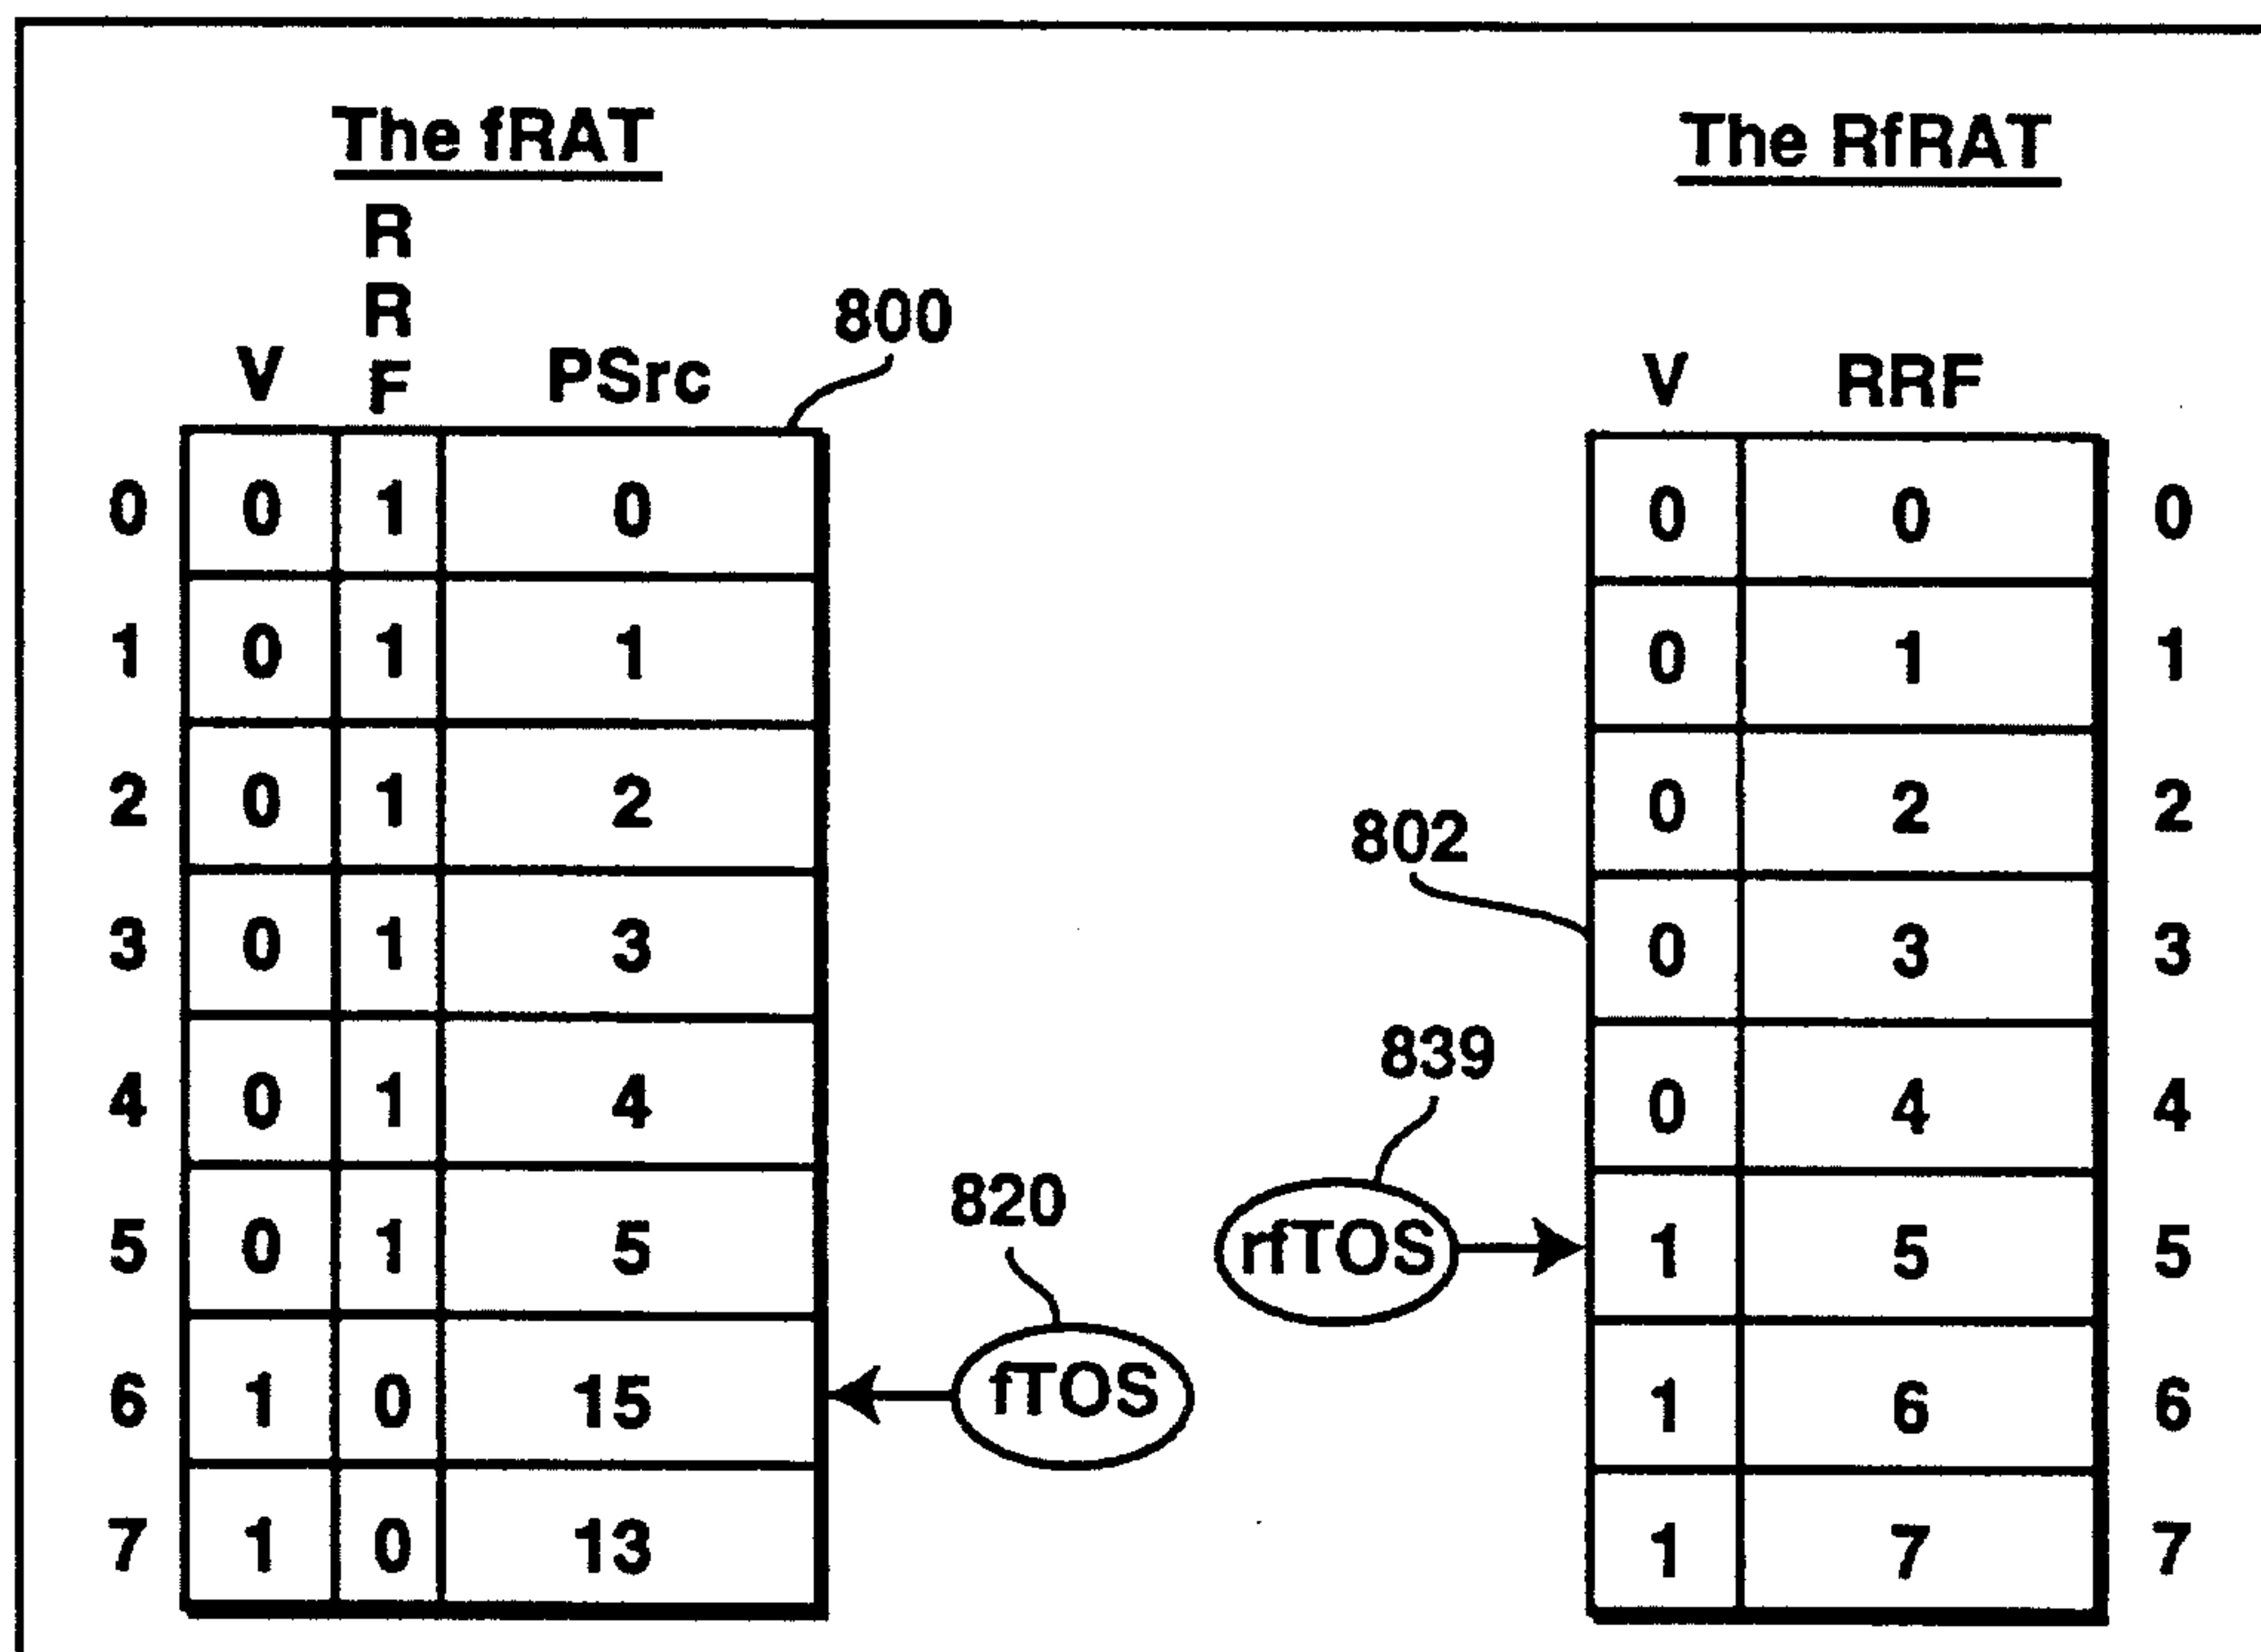 The fRAT
The RfRAT
R
R
F
V
PSrc
800
V
RRF
0 0 1 0
1 0 1 1
2 0 1 2
3 0 1 3
4 0 1 4
5 0 1 5
6 1 0 15
7 1 0 13
820
fTOS
802
839
rfTOS
0 0 0
0 1 1
0 2 2
0 3 3
0 4 4
1 5 5
1 6 6
1 7 7